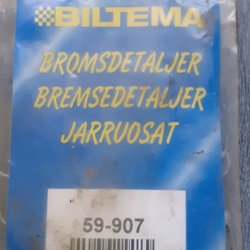 BILTEMA
BROMSDETALJER
BREMSEDETALJER
JARRUOSAT
59-907